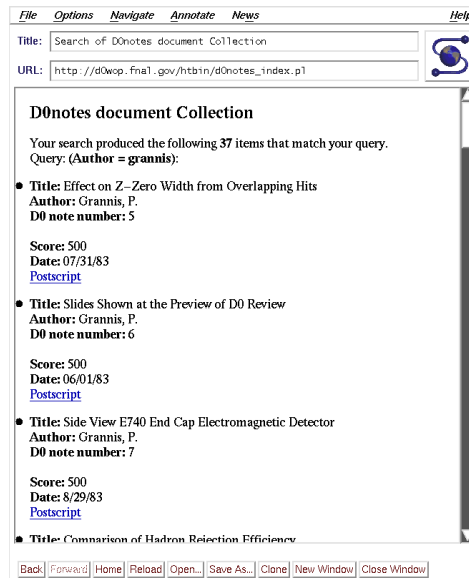 File Options Navigate Annotate News Help
Title: Search of D0notes document Collection
URL: http://d0wop.fnal.gov/htbin/d0notes_index.pl
D0notes document Collection
Your search produced the following 37 items that match your query.
Query: (Author = grannis):
Title: Effect on Z-Zero Width from Overlapping Hits
Author: Grannis, P.
D0 note number: 5
Score: 500
Date: 07/31/83
Postscript
Title: Slides Shown at the Preview of D0 Review
Author: Grannis, P.
D0 note number: 6
Score: 500
Date: 06/01/83
Postscript
Title: Side View E740 End Cap Electromagnetic Detector
Author: Grannis, P.
D0 note number: 7
Score: 500
Date: 8/29/83
Postscript
Title: Comparison of Hadron Rejection Efficiency
Back Forward Home Reload Open... Save As... Clone New Window Close Window